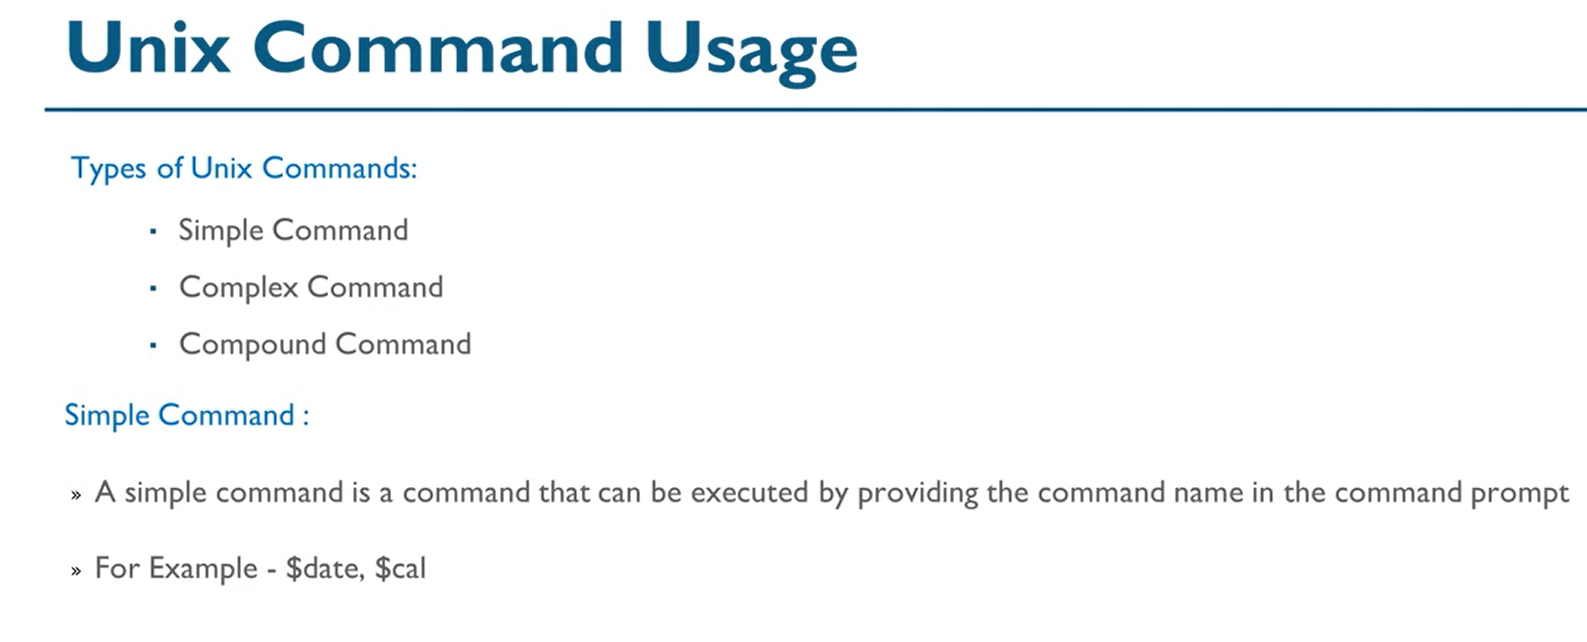 Unix Command Usage
Types of Unix Commands:
▪ Simple Command
▪ Complex Command
▪ Compound Command
Simple Command :
» A simple command is a command that can be executed by providing the command name in the command prompt
» For Example - $date, $cal